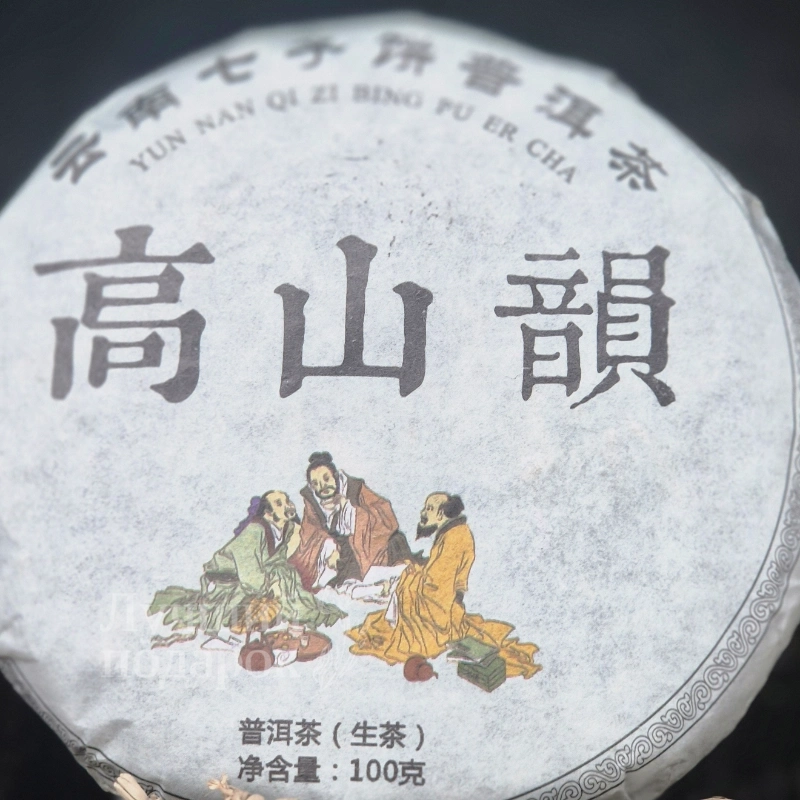 云南七子饼普洱茶
YUN NAN QI ZI BING PU ER CHA
高山韻
普洱茶（生茶）
净含量：100克